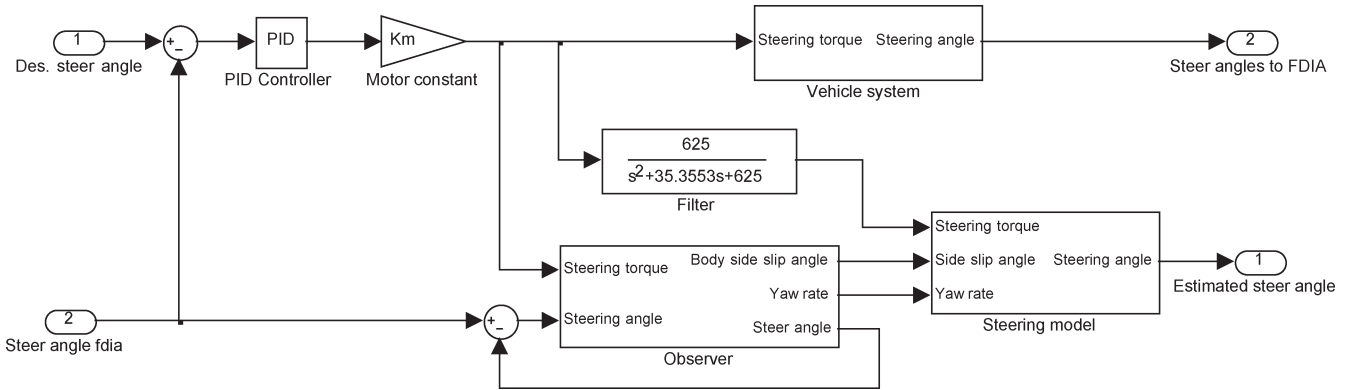 1
Des. steer angle
+
−
PID
PID Controller
Km
Motor constant
Steering torque
Steering angle
Vehicle system
2
Steer angles to FDIA
625
s²+35.3553s+625
Filter
Steering torque
Side slip angle
Yaw rate
Steering angle
Steering model
1
Estimated steer angle
Steering torque
Steering angle
Body side slip angle
Yaw rate
Steer angle
Observer
2
Steer angle fdia
+
−